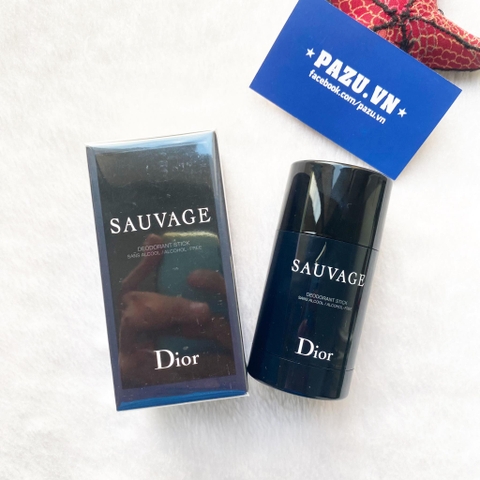 ★ PAZU.VN ★
facebook.com/pazu.vn
SAUVAGE
DEODORANT STICK
SANS ALCOOL / ALCOHOL-FREE
Dior
SAUVAGE
DEODORANT STICK
SANS ALCOOL / ALCOHOL-FREE
Dior